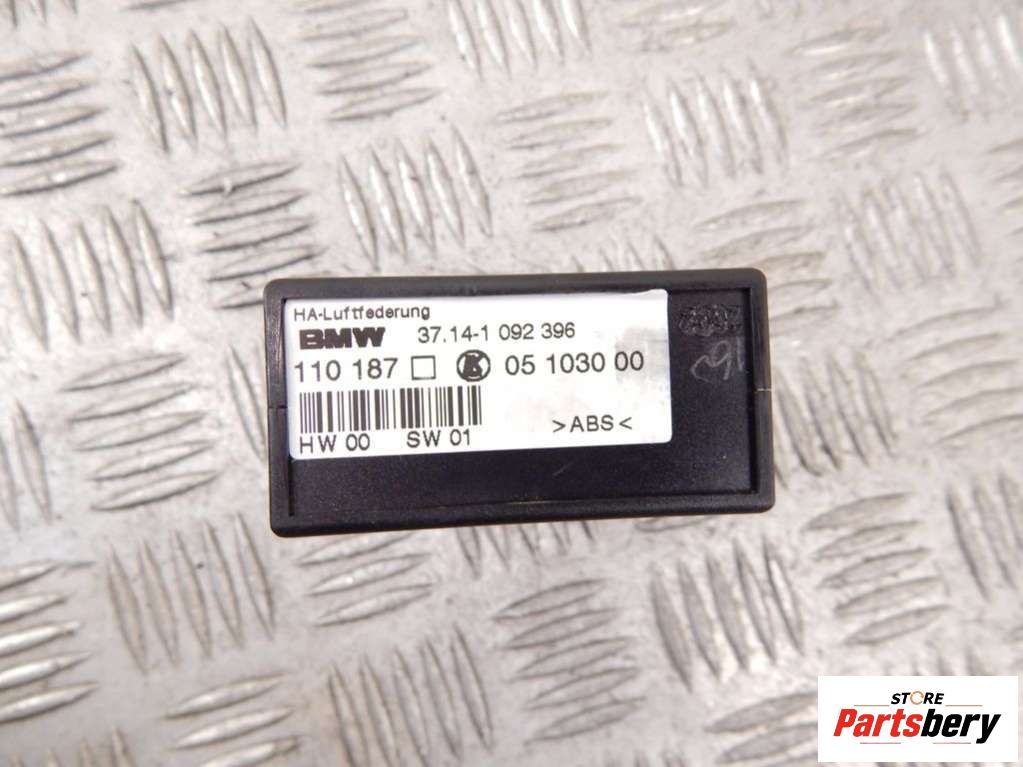 HA-Luftfederung
BMW 37.14-1 092 396
110 187 □ K 05 1030 00
HW 00 SW 01 >ABS<
STORE
Partsbery